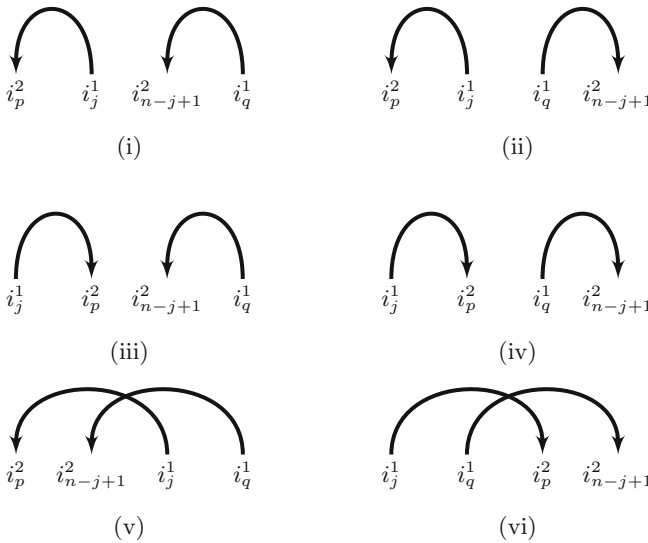 i_p^2 i_j^1 i_{n-j+1}^2 i_q^1 i_p^2 i_j^1 i_q^1 i_{n-j+1}^2
(i) (ii)
i_j^1 i_p^2 i_{n-j+1}^2 i_q^1 i_j^1 i_p^2 i_q^1 i_{n-j+1}^2
(iii) (iv)
i_p^2 i_{n-j+1}^2 i_j^1 i_q^1 i_j^1 i_q^1 i_p^2 i_{n-j+1}^2
(v) (vi)